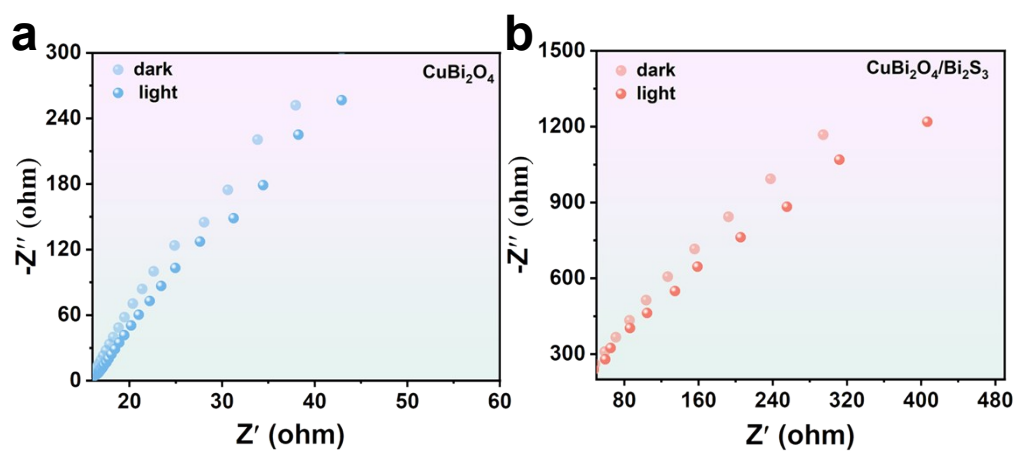 a
300
240
180
120
60
0
-Z′′ (ohm)
dark
light
CuBi₂O₄
20
30
40
50
60
Z′ (ohm)
b
1500
1200
900
600
300
-Z′′ (ohm)
dark
light
CuBi₂O₄/Bi₂S₃
80
160
240
320
400
480
Z′ (ohm)